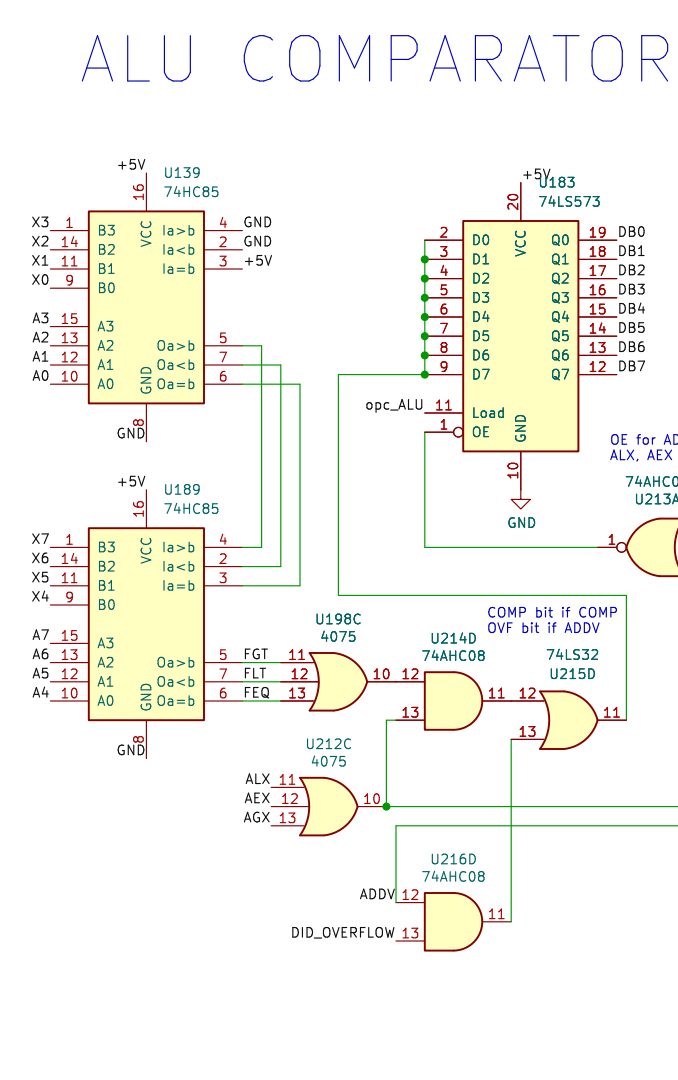 ALU COMPARATOR
+5V
U139
74HC85
16
VCC
X3 1 B3
X2 14 B2
X1 11 B1
X0 9 B0
A3 15 A3
A2 13 A2
A1 12 A1
A0 10 A0
Ia>b 4 GND
Ia<b 2 GND
Ia=b 3 +5V
Oa>b 5
Oa<b 7
Oa=b 6
GND
8
GND
+5V
U183
74LS573
20
VCC
2 D0
3 D1
4 D2
5 D3
6 D4
7 D5
8 D6
9 D7
opc_ALU 11 Load
1 OE
Q0 19 DB0
Q1 18 DB1
Q2 17 DB2
Q3 16 DB3
Q4 15 DB4
Q5 14 DB5
Q6 13 DB6
Q7 12 DB7
GND
10
GND
OE for AD
ALX, AEX
74AHC0
U213A
1
+5V
U189
74HC85
16
VCC
X7 1 B3
X6 14 B2
X5 11 B1
X4 9 B0
A7 15 A3
A6 13 A2
A5 12 A1
A4 10 A0
Ia>b 4
Ia<b 2
Ia=b 3
Oa>b 5 FGT 11
Oa<b 7 FLT 12
Oa=b 6 FEQ 13
GND
8
GND
U198C
4075
10
COMP bit if COMP
OVF bit if ADDV
U214D
74AHC08
12
13
11
74LS32
U215D
12
13
11
U212C
4075
ALX 11
AEX 12
AGX 13
10
U216D
74AHC08
ADDV 12
DID_OVERFLOW 13
11